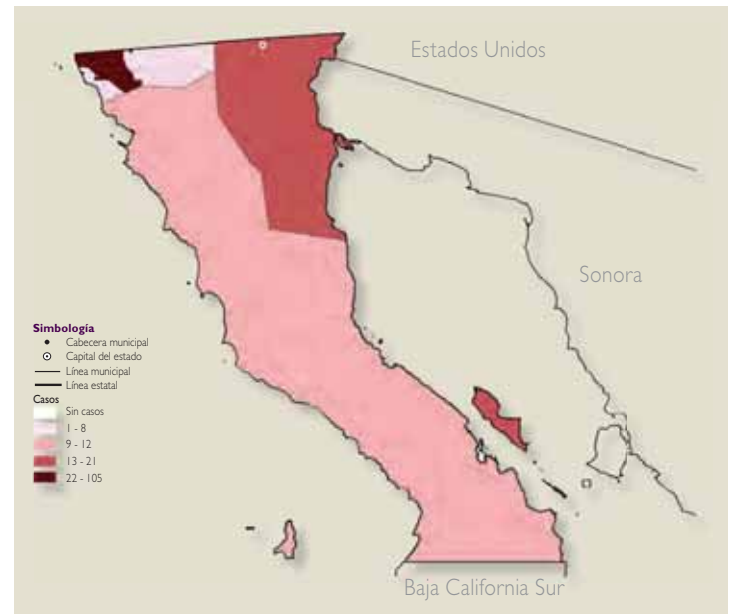 Estados Unidos
Sonora
Simbología
Cabecera municipal
Capital del estado
Línea municipal
Línea estatal
Casos
Sin casos
1 - 8
9 - 12
13 - 21
22 - 105
Baja California Sur